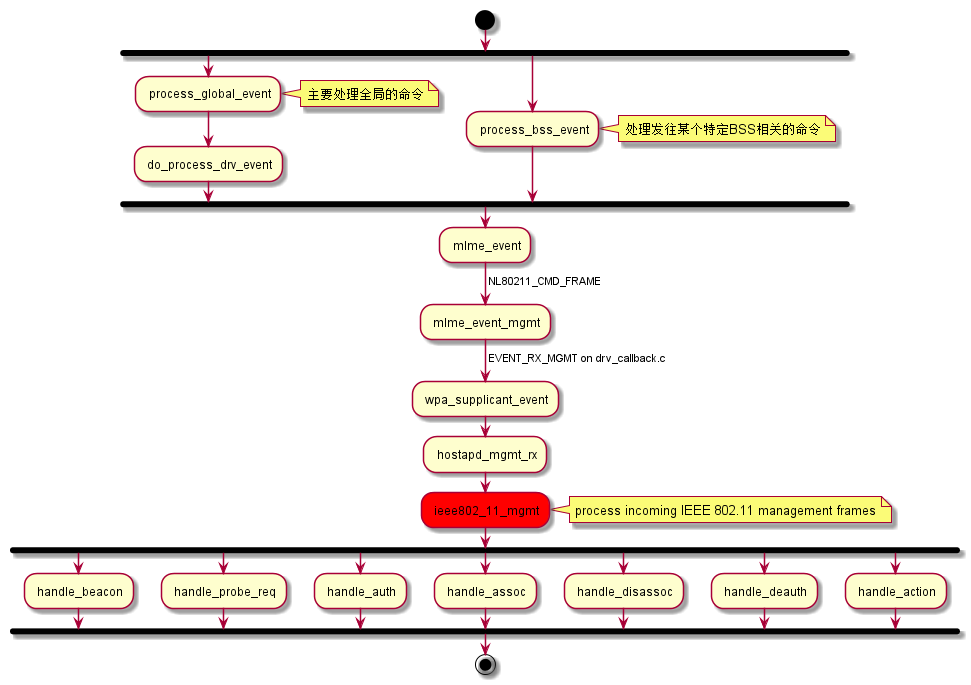 process_global_event
主要处理全局的命令
process_bss_event
处理发往某个特定BSS相关的命令
do_process_drv_event
mlme_event
NL80211_CMD_FRAME
mlme_event_mgmt
EVENT_RX_MGMT on drv_callback.c
wpa_supplicant_event
hostapd_mgmt_rx
ieee802_11_mgmt
process incoming IEEE 802.11 management frames
handle_beacon
handle_probe_req
handle_auth
handle_assoc
handle_disassoc
handle_deauth
handle_action